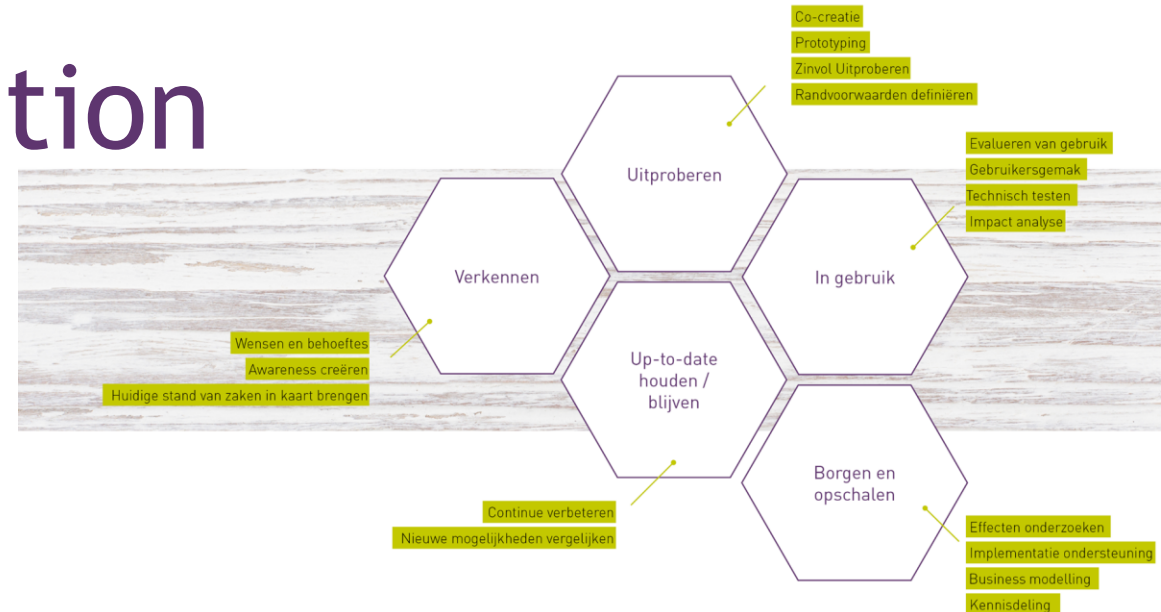 tion
Co-creatie
Prototyping
Zinvol Uitproberen
Randvoorwaarden definiëren
Uitproberen
Evalueren van gebruik
Gebruikersgemak
Technisch testen
Impact analyse
Verkennen
In gebruik
Wensen en behoeftes
Awareness creëren
Huidige stand van zaken in kaart brengen
Up-to-date
houden /
blijven
Borgen en
opschalen
Continue verbeteren
Nieuwe mogelijkheden vergelijken
Effecten onderzoeken
Implementatie ondersteuning
Business modelling
Kennisdeling